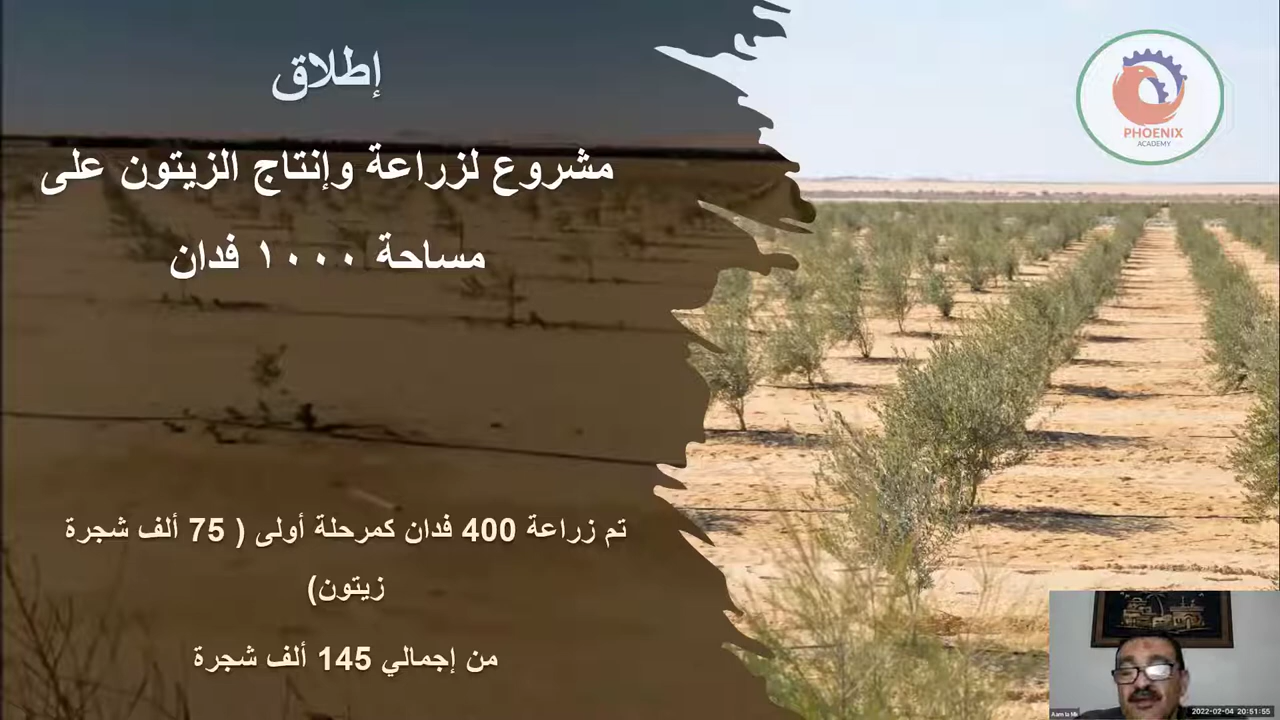 إطلاق
مشروع لزراعة وإنتاج الزيتون على
مساحة ١٠٠٠ فدان
تم زراعة 400 فدان كمرحلة أولى ( 75 ألف شجرة
زيتون)
من إجمالي 145 ألف شجرة
PHOENIX
ACADEMY
2022-02-04 20:51:55